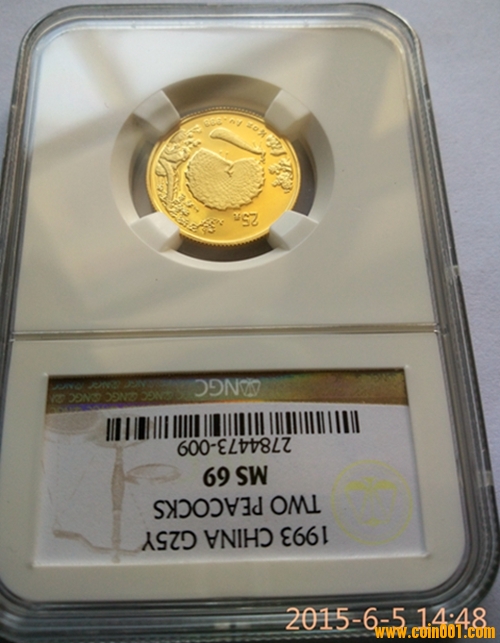 25元
1993 CHINA G25Y
TWO PEACOCKS
MS 69
2784473-009
NGC
2015-6-5 14:48
www.coin001.com